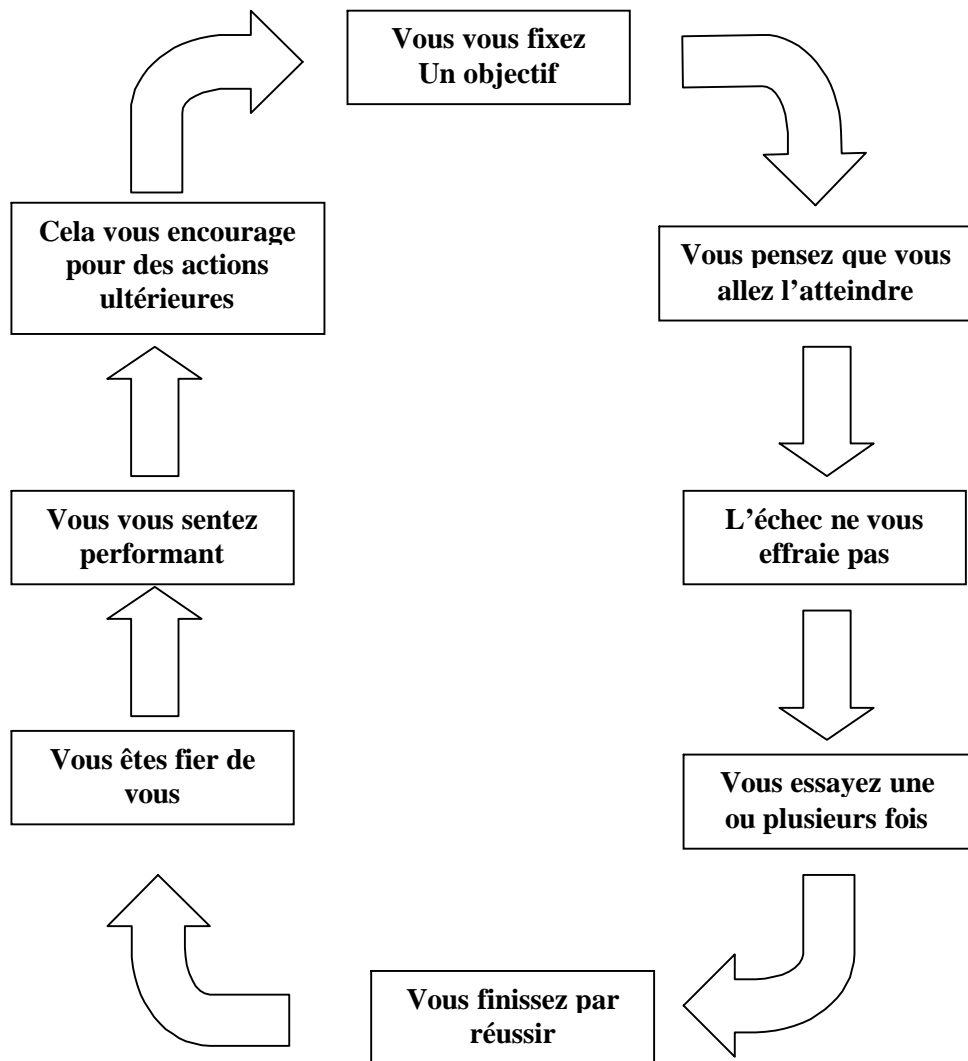 Vous vous fixez
Un objectif
Vous pensez que vous
allez l’atteindre
L’échec ne vous
effraie pas
Vous essayez une
ou plusieurs fois
Vous finissez par
réussir
Vous êtes fier de
vous
Vous vous sentez
performant
Cela vous encourage
pour des actions
ultérieures